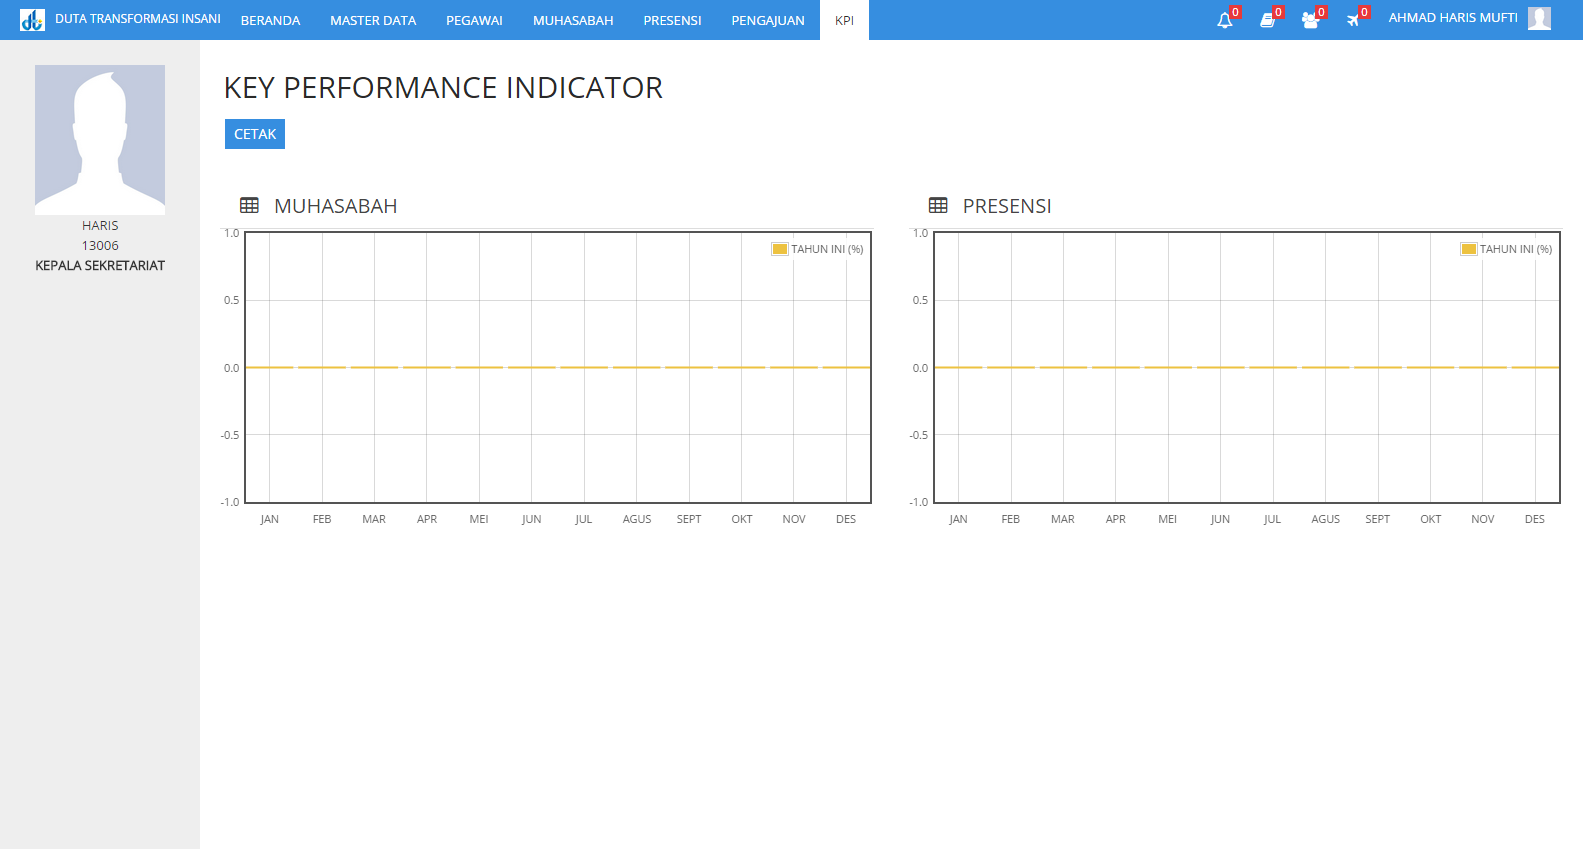 DUTA TRANSFORMASI INSANI BERANDA MASTER DATA PEGAWAI MUHASABAH PRESENSI PENGAJUAN KPI 0 0 0 0 AHMAD HARIS MUFTI
HARIS
13006
KEPALA SEKRETARIAT
KEY PERFORMANCE INDICATOR
CETAK
MUHASABAH
TAHUN INI (%)
1.0
0.5
0.0
-0.5
-1.0
JAN FEB MAR APR MEI JUN JUL AGUS SEPT OKT NOV DES
PRESENSI
TAHUN INI (%)
1.0
0.5
0.0
-0.5
-1.0
JAN FEB MAR APR MEI JUN JUL AGUS SEPT OKT NOV DES